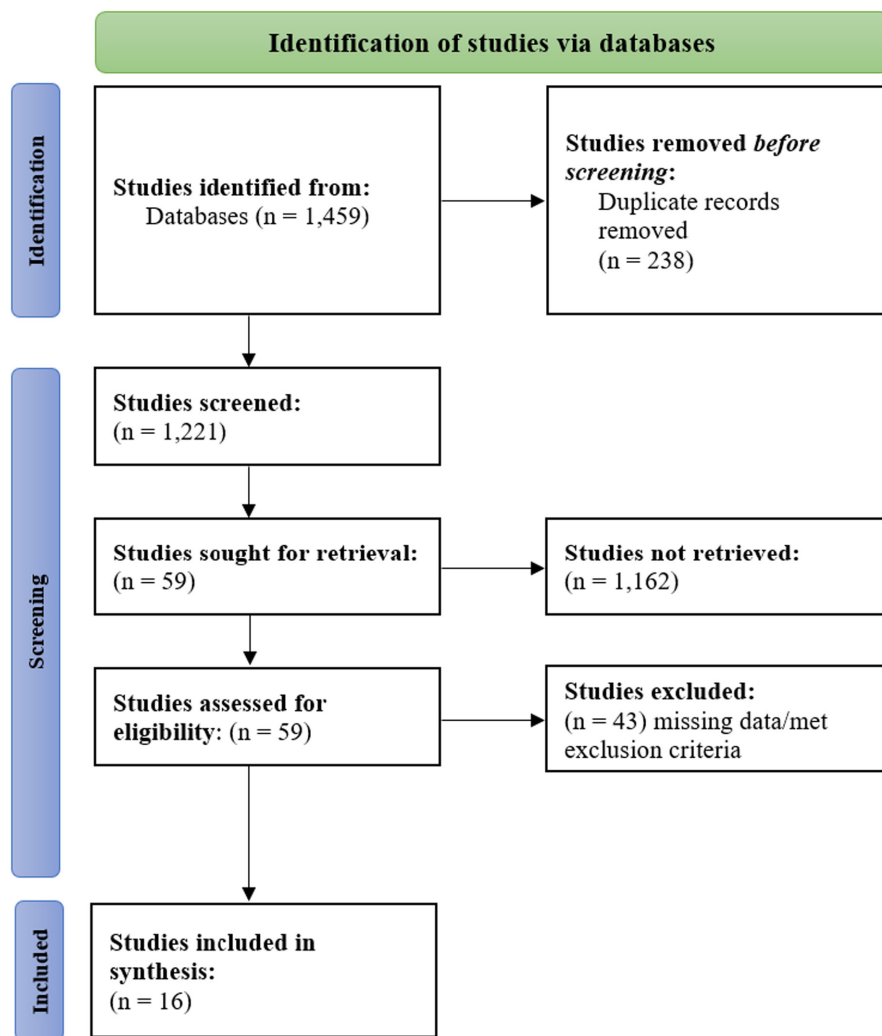 Identification of studies via databases
Identification
Studies identified from:
Databases (n = 1,459)
Studies removed before
screening:
Duplicate records
removed
(n = 238)
Screening
Studies screened:
(n = 1,221)
Studies sought for retrieval:
(n = 59)
Studies not retrieved:
(n = 1,162)
Studies assessed for
eligibility: (n = 59)
Studies excluded:
(n = 43) missing data/met
exclusion criteria
Included
Studies included in
synthesis:
(n = 16)